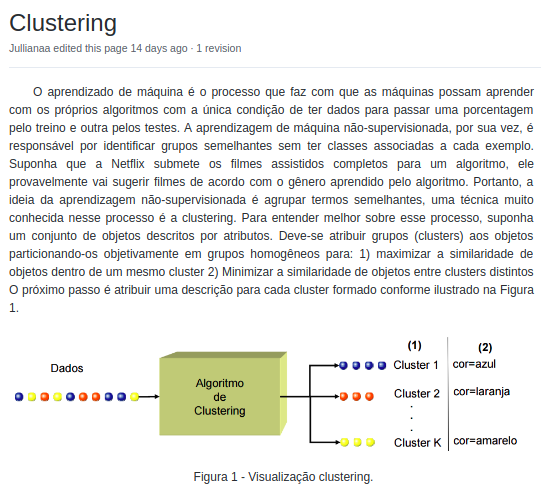 Clustering
Jullianaa edited this page 14 days ago · 1 revision
O aprendizado de máquina é o processo que faz com que as máquinas possam aprender
com os próprios algoritmos com a única condição de ter dados para passar uma porcentagem
pelo treino e outra pelos testes. A aprendizagem de máquina não-supervisionada, por sua vez, é
responsável por identificar grupos semelhantes sem ter classes associadas a cada exemplo.
Suponha que a Netflix submete os filmes assistidos completos para um algoritmo, ele
provavelmente vai sugerir filmes de acordo com o gênero aprendido pelo algoritmo. Portanto, a
ideia da aprendizagem não-supervisionada é agrupar termos semelhantes, uma técnica muito
conhecida nesse processo é a clustering. Para entender melhor sobre esse processo, suponha
um conjunto de objetos descritos por atributos. Deve-se atribuir grupos (clusters) aos objetos
particionando-os objetivamente em grupos homogêneos para: 1) maximizar a similaridade de
objetos dentro de um mesmo cluster 2) Minimizar a similaridade de objetos entre clusters distintos
O próximo passo é atribuir uma descrição para cada cluster formado conforme ilustrado na Figura
1.
(1) (2)
Dados
Algoritmo
de
Clustering
Cluster 1 cor=azul
Cluster 2 cor=laranja
.
.
.
Cluster K cor=amarelo
Figura 1 - Visualização clustering.